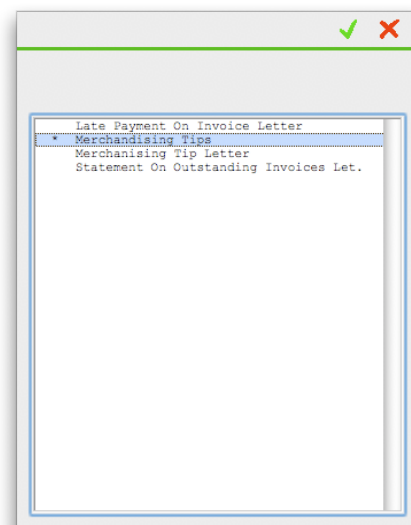 Late Payment On Invoice Letter
* Merchandising Tips
Merchanising Tip Letter
Statement On Outstanding Invoices Let.